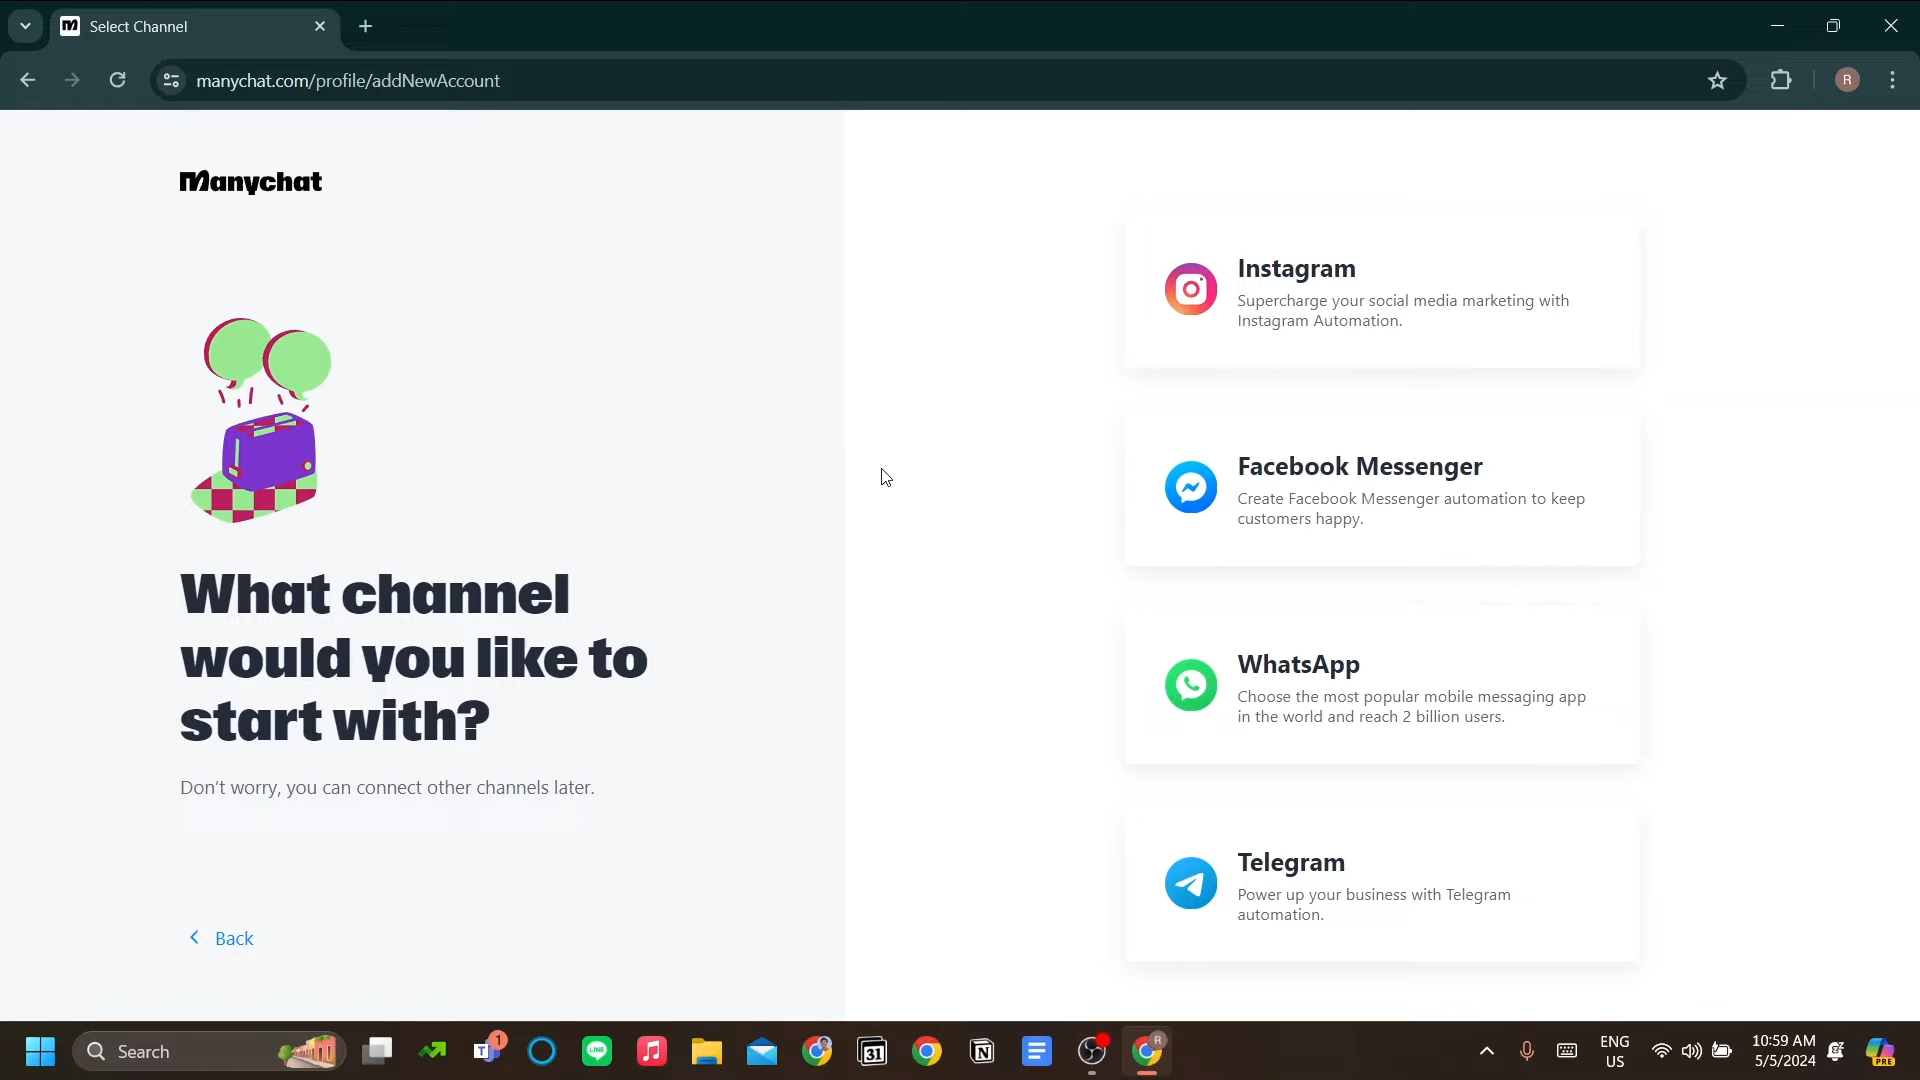 Select Channel
manychat.com/profile/addNewAccount
R
Manychat
What channel
would you like to
start with?
Don't worry, you can connect other channels later.
Back
Instagram
Supercharge your social media marketing with
Instagram Automation.
Facebook Messenger
Create Facebook Messenger automation to keep
customers happy.
WhatsApp
Choose the most popular mobile messaging app
in the world and reach 2 billion users.
Telegram
Power up your business with Telegram
automation.
Search
1
T
LINE
31
N
R
ENG
US
10:59 AM
5/5/2024
PRE